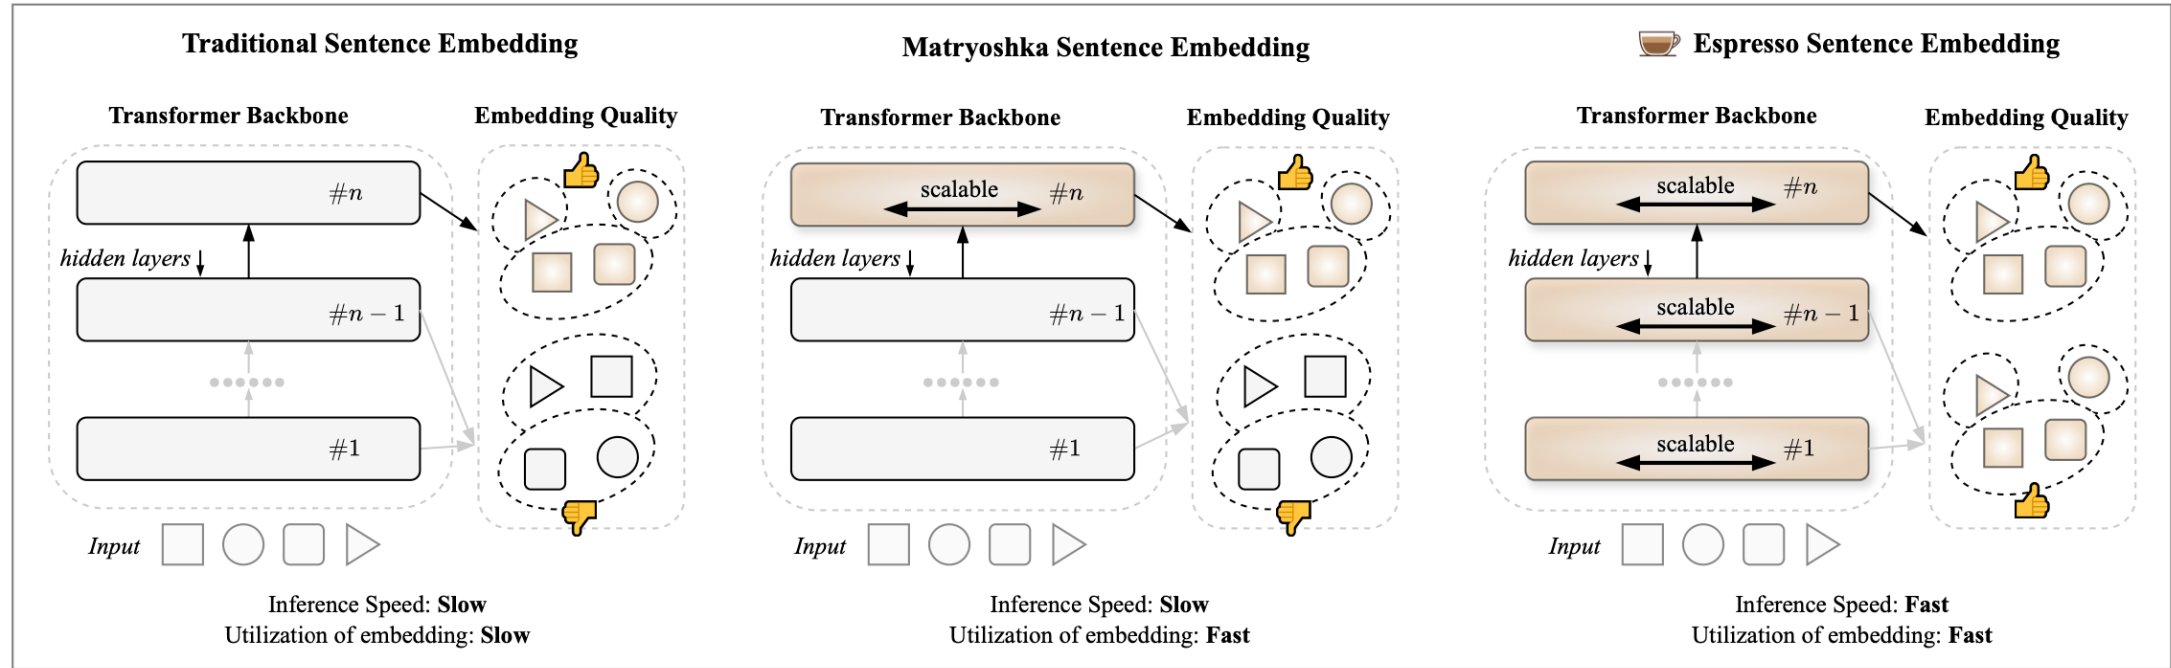 Traditional Sentence Embedding
Transformer Backbone
Embedding Quality
#n
hidden layers
#n − 1
#1
Input
Inference Speed: Slow
Utilization of embedding: Slow
Matryoshka Sentence Embedding
Transformer Backbone
Embedding Quality
scalable #n
hidden layers
#n − 1
#1
Input
Inference Speed: Slow
Utilization of embedding: Fast
Espresso Sentence Embedding
Transformer Backbone
Embedding Quality
scalable #n
hidden layers
scalable #n − 1
scalable #1
Input
Inference Speed: Fast
Utilization of embedding: Fast